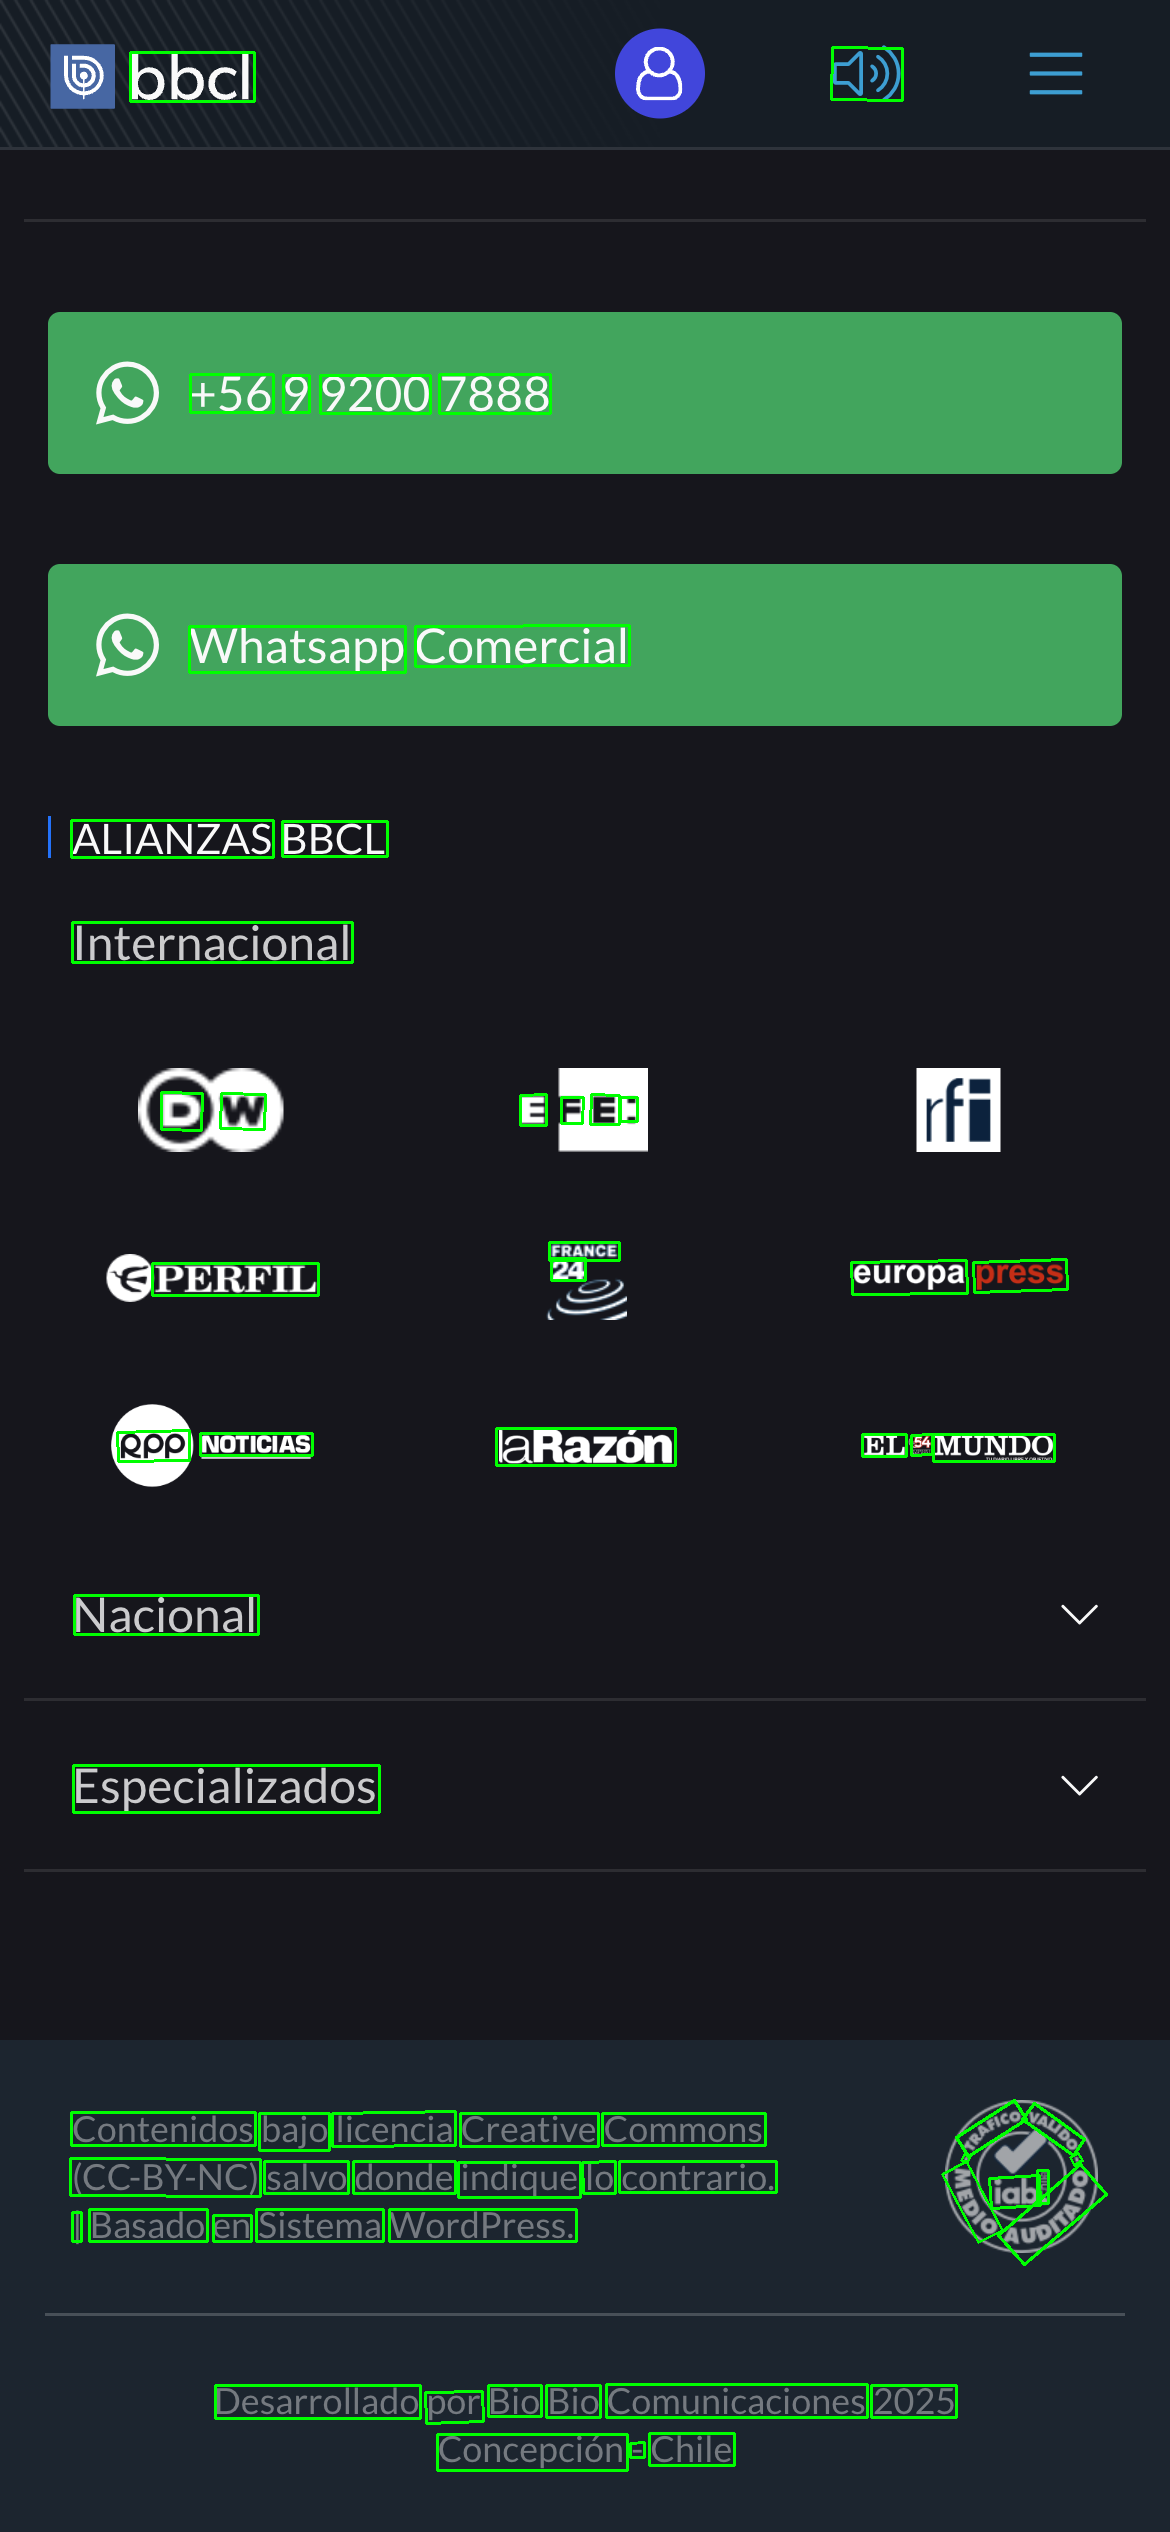 bbcl
+56 9 9200 7888
Whatsapp Comercial
ALIANZAS BBCL
Internacional
DW EFE: rfi
PERFIL FRANCE 24 europa press
rpp NOTICIAS laRazón EL 54 MUNDO
Nacional
Especializados
Contenidos bajo licencia Creative Commons
(CC-BY-NC) salvo donde indique lo contrario.
| Basado en Sistema WordPress.
TRAFICO VALIDO
iab
MEDIO AUDITADO
Desarrollado por Bio Bio Comunicaciones 2025
Concepción - Chile